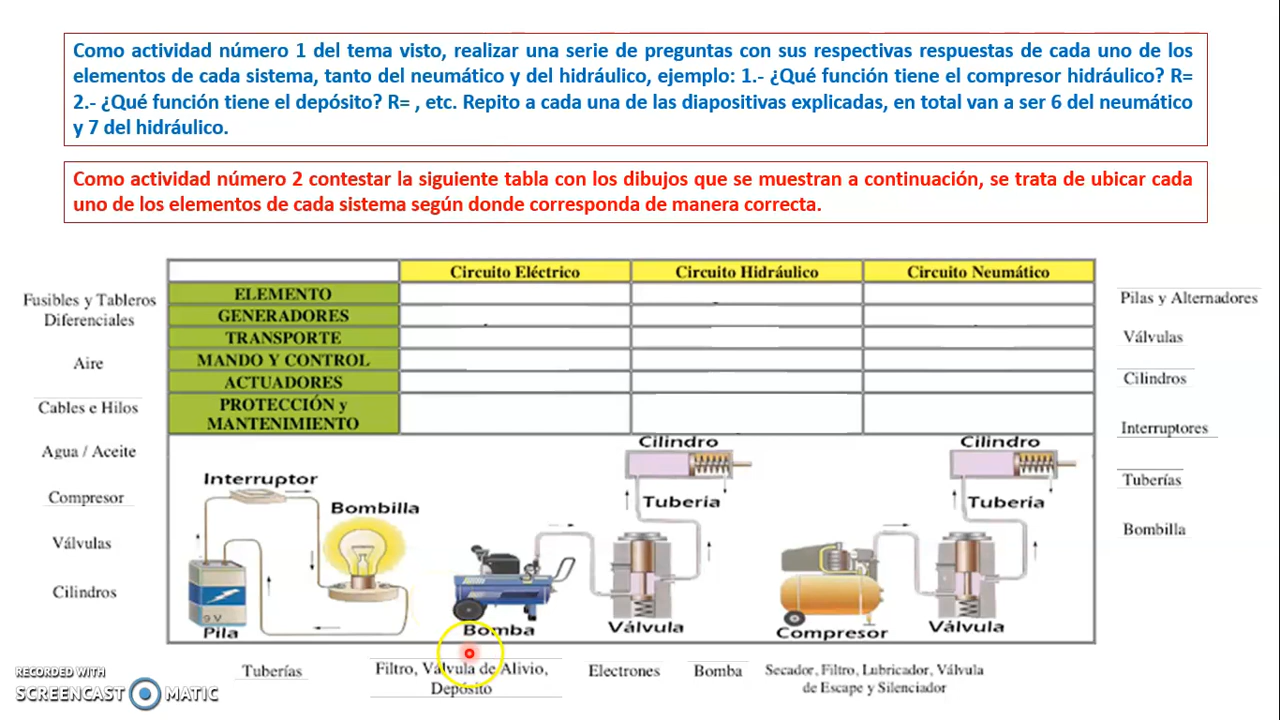 Como actividad número 1 del tema visto, realizar una serie de preguntas con sus respectivas respuestas de cada uno de los
elementos de cada sistema, tanto del neumático y del hidráulico, ejemplo: 1.- ¿Qué función tiene el compresor hidráulico? R=
2.- ¿Qué función tiene el depósito? R= , etc. Repito a cada una de las diapositivas explicadas, en total van a ser 6 del neumático
y 7 del hidráulico.
Como actividad número 2 contestar la siguiente tabla con los dibujos que se muestran a continuación, se trata de ubicar cada
uno de los elementos de cada sistema según donde corresponda de manera correcta.
Circuito Eléctrico Circuito Hidráulico Circuito Neumático
ELEMENTO
GENERADORES
TRANSPORTE
MANDO Y CONTROL
ACTUADORES
PROTECCIÓN y
MANTENIMIENTO
Fusibles y Tableros
Diferenciales
Aire
Cables e Hilos
Agua / Aceite
Compresor
Válvulas
Cilindros
Pilas y Alternadores
Válvulas
Cilindros
Interruptores
Tuberías
Bombilla
Interruptor
Bombilla
9 V
Pila
Cilindro
Tubería
Bomba
Válvula
Cilindro
Tubería
Compresor
Válvula
Tuberías
Filtro, Válvula de Alivio,
Depósito
Electrones
Bomba
Secador, Filtro, Lubricador, Válvula
de Escape y Silenciador
RECORDED WITH
SCREENCAST MATIC